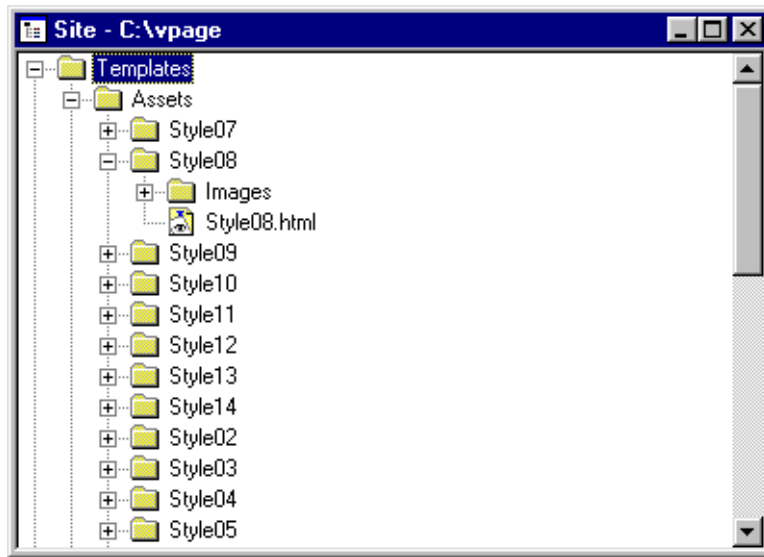 Site - C:\vpage
Templates
Assets
Style07
Style08
Images
Style08.html
Style09
Style10
Style11
Style12
Style13
Style14
Style02
Style03
Style04
Style05